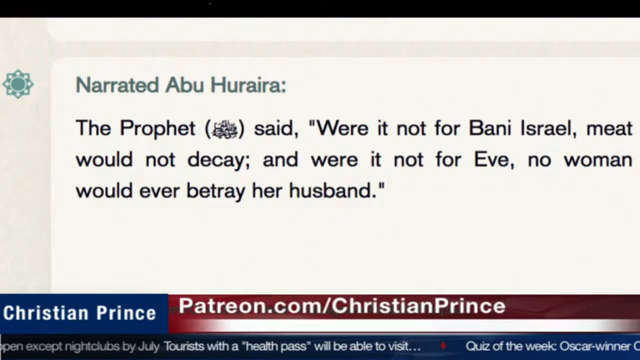 Narrated Abu Huraira:
The Prophet (ﷺ) said, "Were it not for Bani Israel, meat
would not decay; and were it not for Eve, no woman
would ever betray her husband."
Christian Prince
Patreon.com/ChristianPrince
open except nightclubs by July Tourists with a "health pass" will be able to visit… Quiz of the week: Oscar-winner